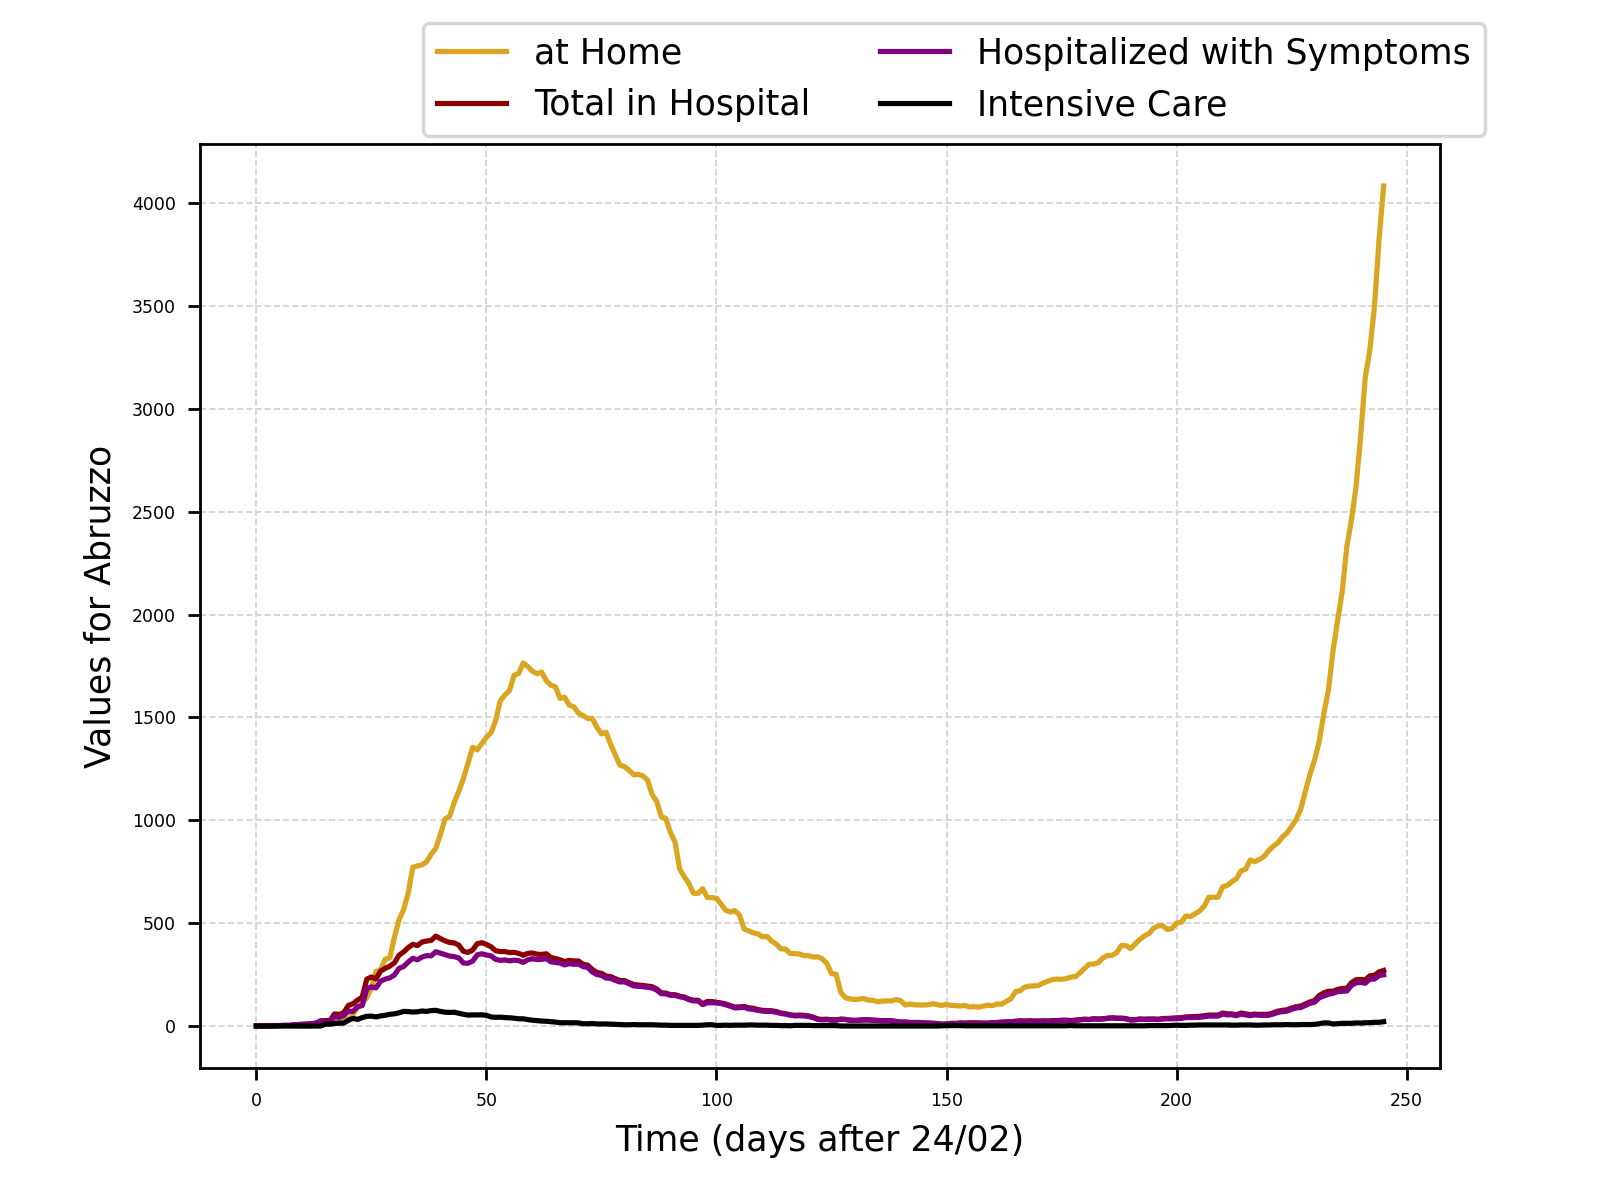 at Home
Total in Hospital
Hospitalized with Symptoms
Intensive Care
Values for Abruzzo
4000
3500
3000
2500
2000
1500
1000
500
0
0 50 100 150 200 250
Time (days after 24/02)